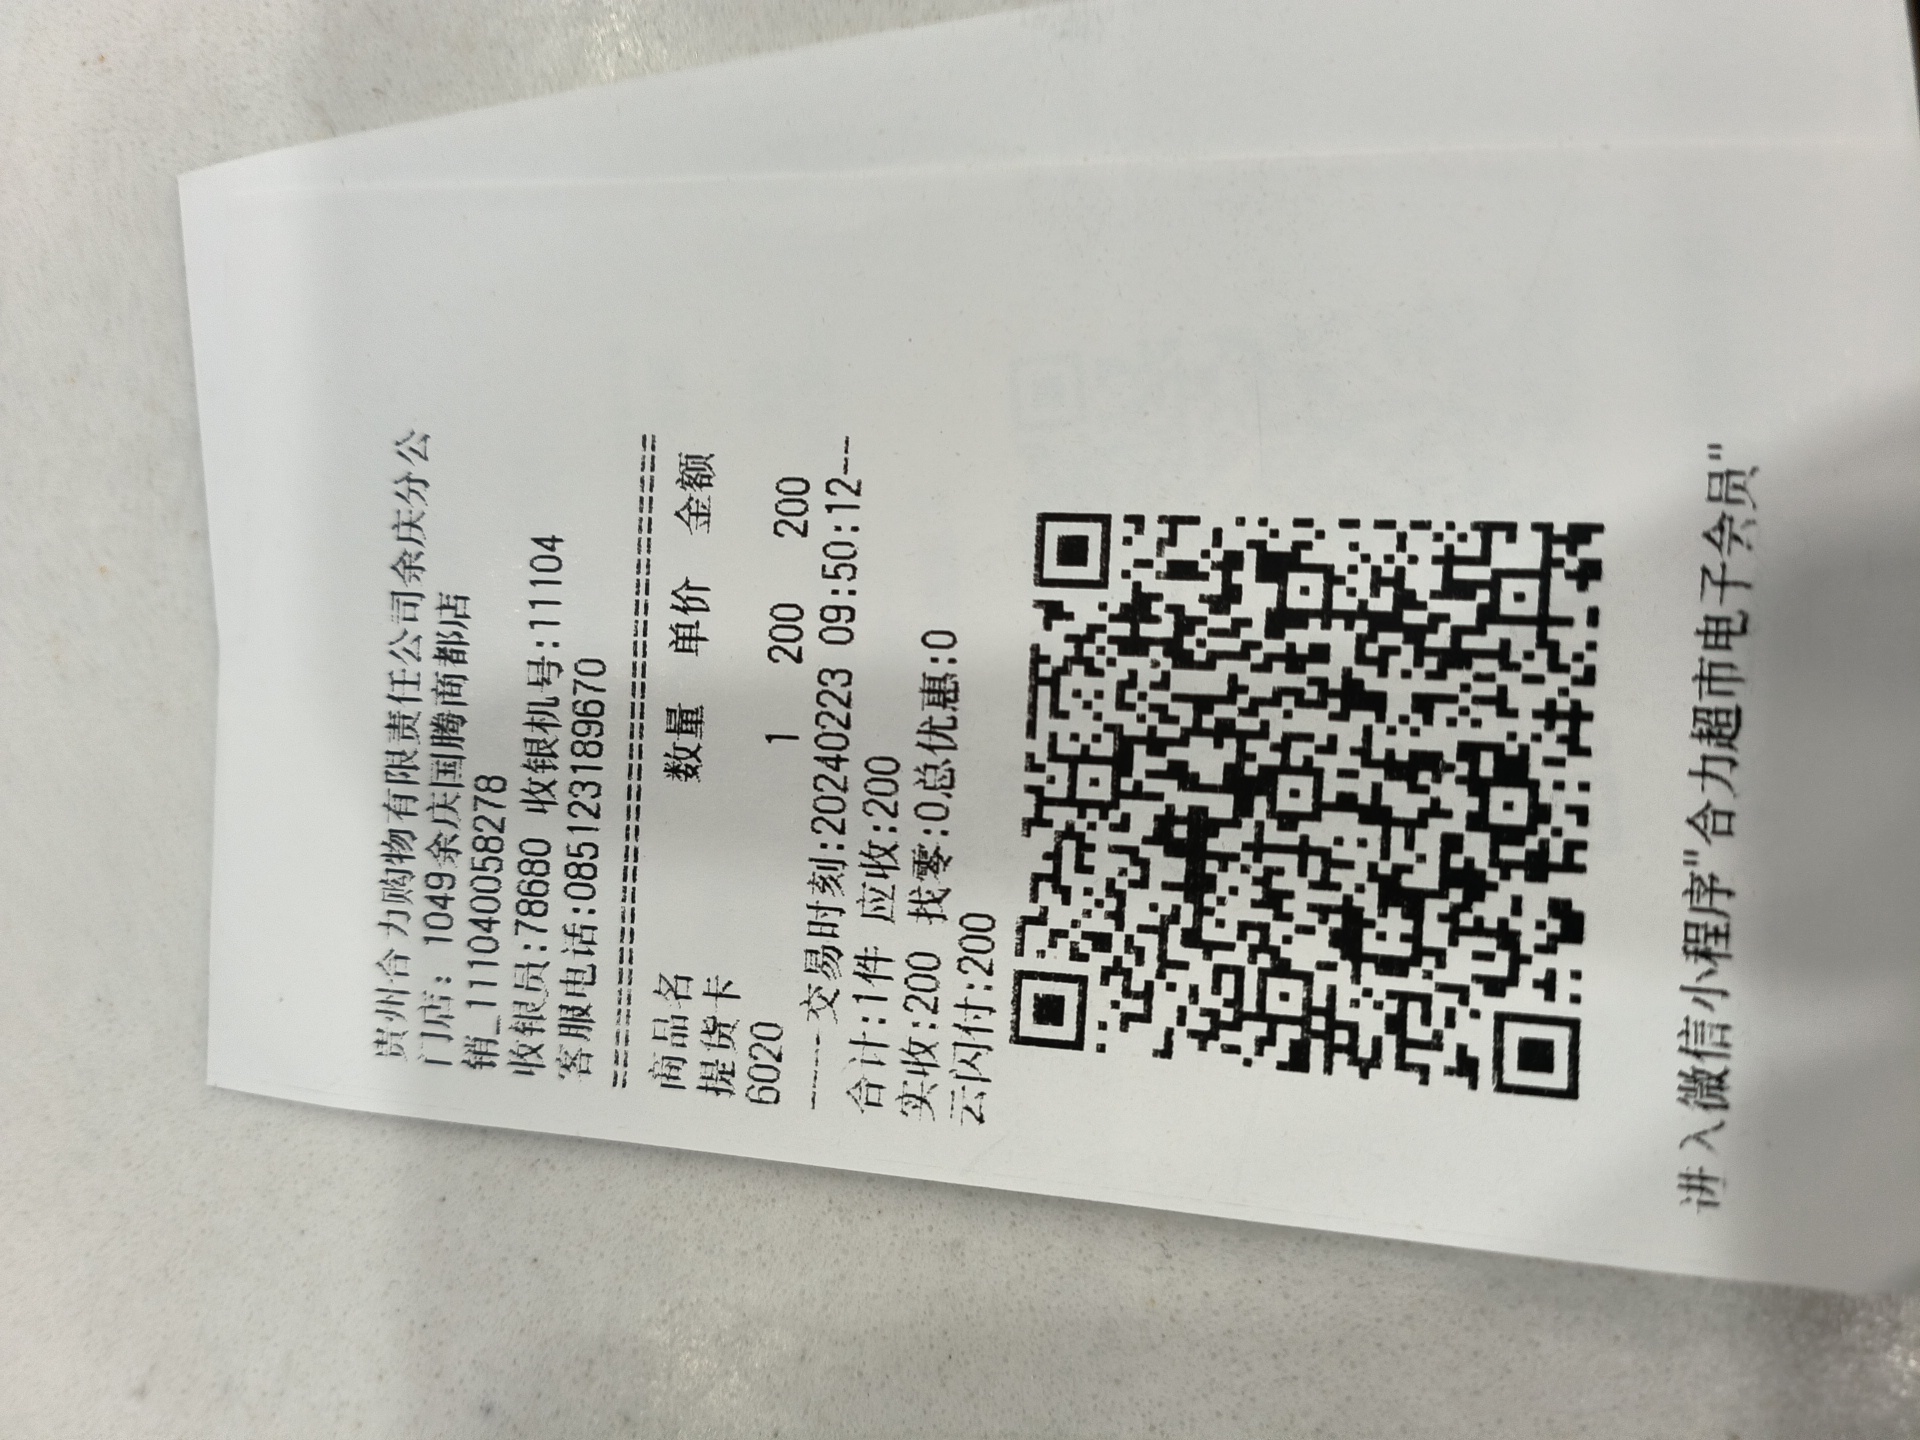 贵州合力购物有限责任公司余庆分公
门店: 1049余庆国腾商都店
销_1110400582​78
收银员:78680 收银机号:11104
客服电话:085123189670
================================
商品名 数量 单价 金额
提货卡
6020 1 200 200
-----交易时刻:20240223 09:50:12---
合计:1件 应收:200
实收:200 找零:0总优惠:0
云闪付:200
进入微信小程序"合力超市电子会员"